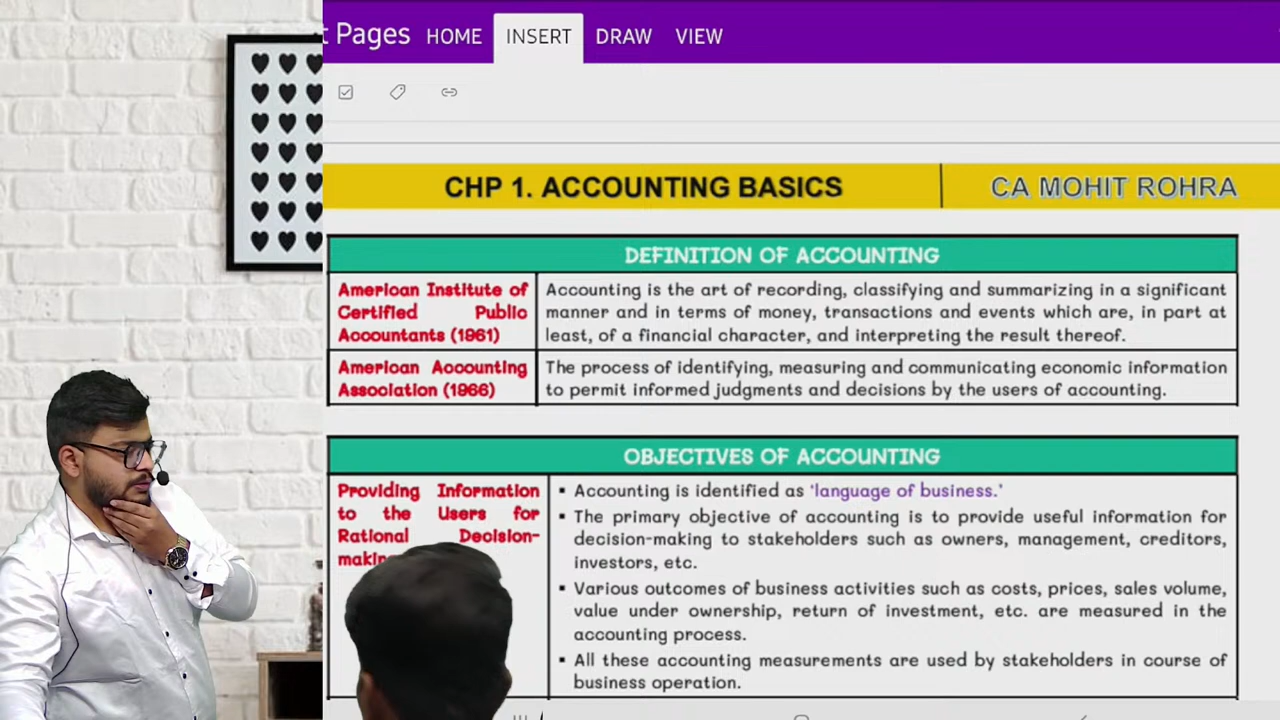 t Pages HOME INSERT DRAW VIEW
CHP 1. ACCOUNTING BASICS CA MOHIT ROHRA
DEFINITION OF ACCOUNTING
American Institute of
Certified Public
Accountants (1961)
Accounting is the art of recording, classifying and summarizing in a significant
manner and in terms of money, transactions and events which are, in part at
least, of a financial character, and interpreting the result thereof.
American Accounting
Association (1966)
The process of identifying, measuring and communicating economic information
to permit informed judgments and decisions by the users of accounting.
OBJECTIVES OF ACCOUNTING
Providing Information
to the Users for
Rational Decision-
making
▪ Accounting is identified as ‘language of business.’
▪ The primary objective of accounting is to provide useful information for
decision-making to stakeholders such as owners, management, creditors,
investors, etc.
▪ Various outcomes of business activities such as costs, prices, sales volume,
value under ownership, return of investment, etc. are measured in the
accounting process.
▪ All these accounting measurements are used by stakeholders in course of
business operation.